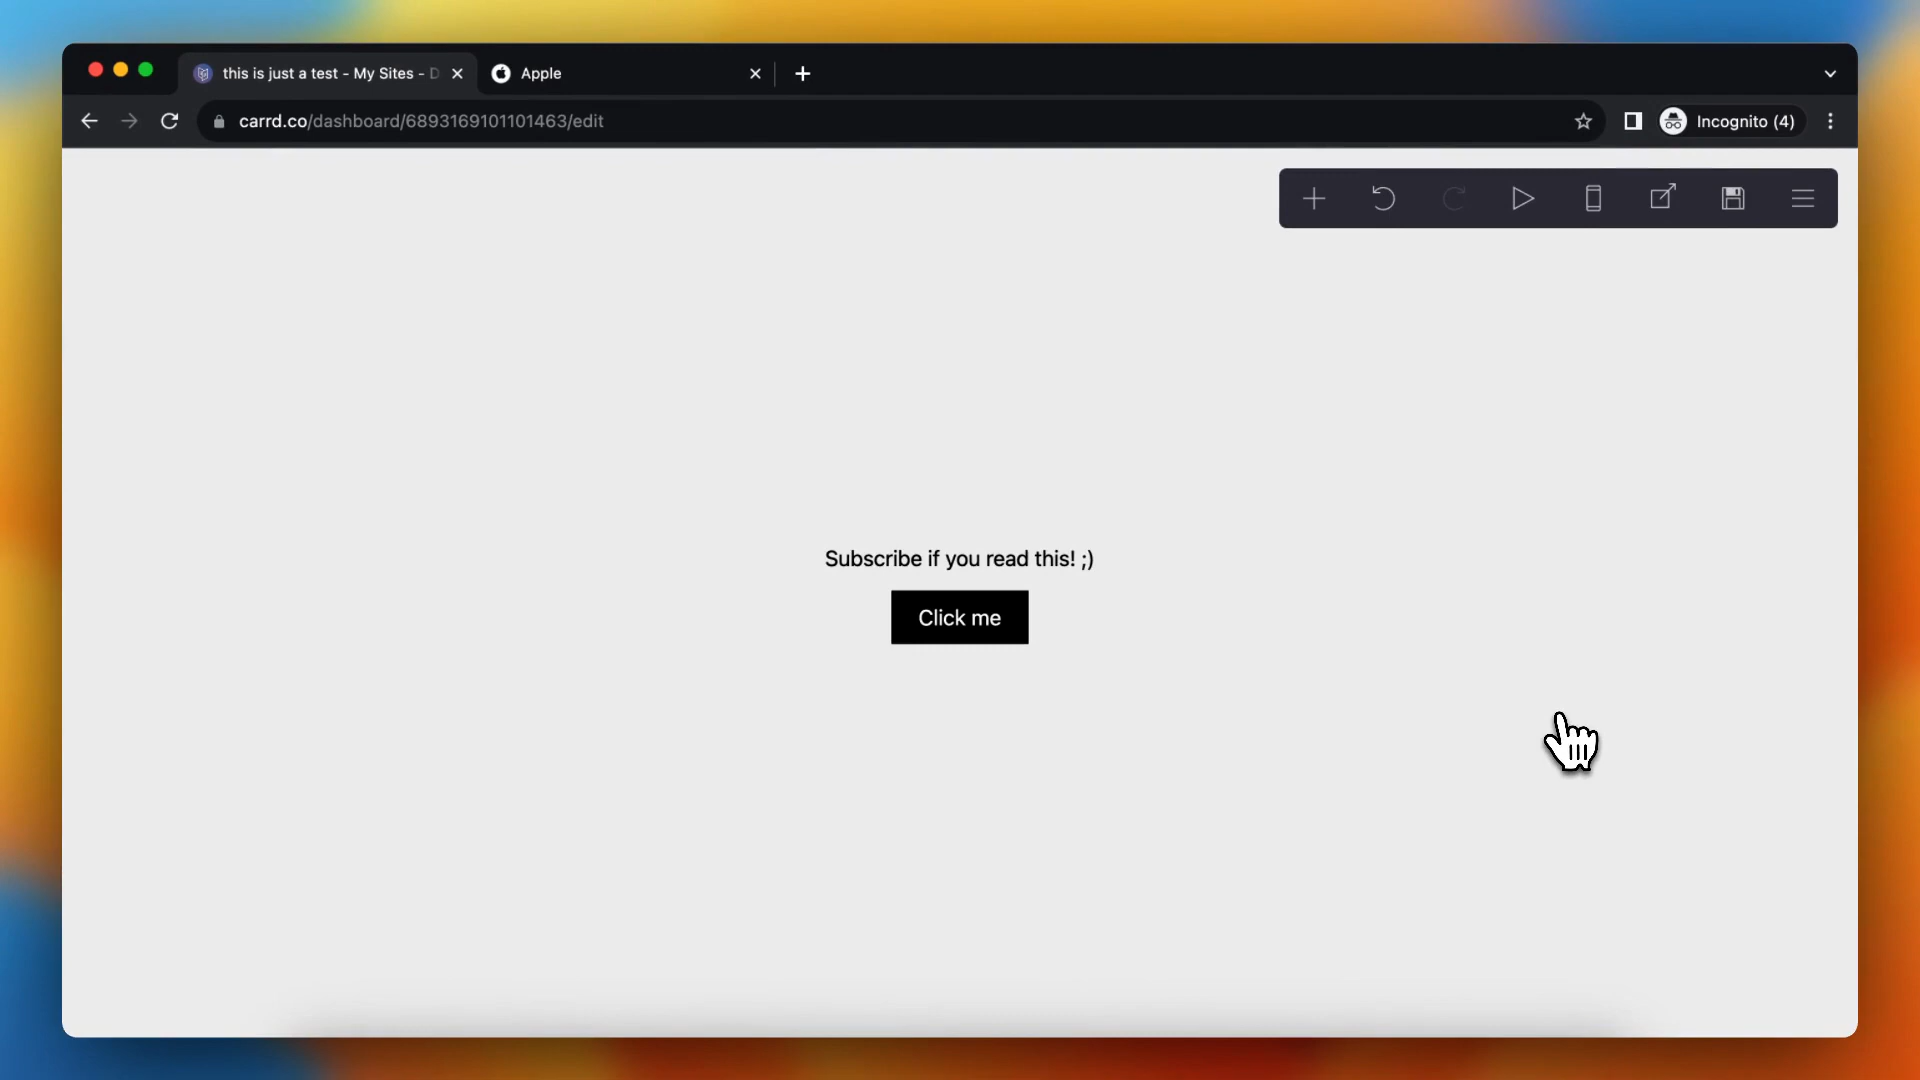 this is just a test - My Sites - D
Apple
carrd.co/dashboard/6893169101101463/edit
Incognito (4)
Subscribe if you read this! ;)
Click me